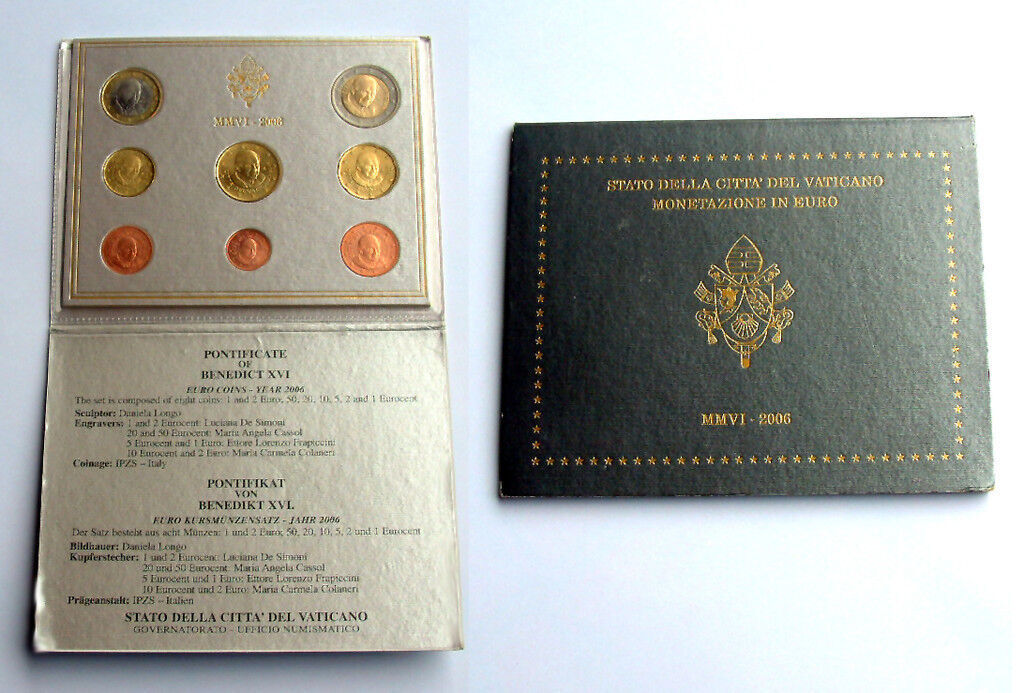 MMVI - 2006
PONTIFICATE
OF
BENEDICT XVI
EURO COINS - YEAR 2006
The set is composed of eight coins: 1 and 2 Euro; 50, 20, 10, 5, 2 and 1 Eurocent
Sculptor: Daniela Longo
Engravers: 1 and 2 Eurocent: Luciana De Simoni
20 and 50 Eurocent: Maria Angela Cassol
5 Eurocent and 1 Euro: Ettore Lorenzo Frapiccini
10 Eurocent and 2 Euro: Maria Carmela Colaneri
Coinage: IPZS – Italy
PONTIFIKAT
VON
BENEDIKT XVI.
EURO KURSMÜNZENSATZ - JAHR 2006
Der Satz besteht aus acht Münzen: 1 und 2 Euro; 50, 20, 10, 5, 2 und 1 Eurocent
Bildhauer: Daniela Longo
Kupferstecher: 1 und 2 Eurocent: Luciana De Simoni
20 und 50 Eurocent: Maria Angela Cassol
5 Eurocent und 1 Euro: Ettore Lorenzo Frapiccini
10 Eurocent und 2 Euro: Maria Carmela Colaneri
Prägeanstalt: IPZS – Italien
STATO DELLA CITTA' DEL VATICANO
GOVERNATORATO - UFFICIO NUMISMATICO
STATO DELLA CITTA' DEL VATICANO
MONETAZIONE IN EURO
MMVI - 2006